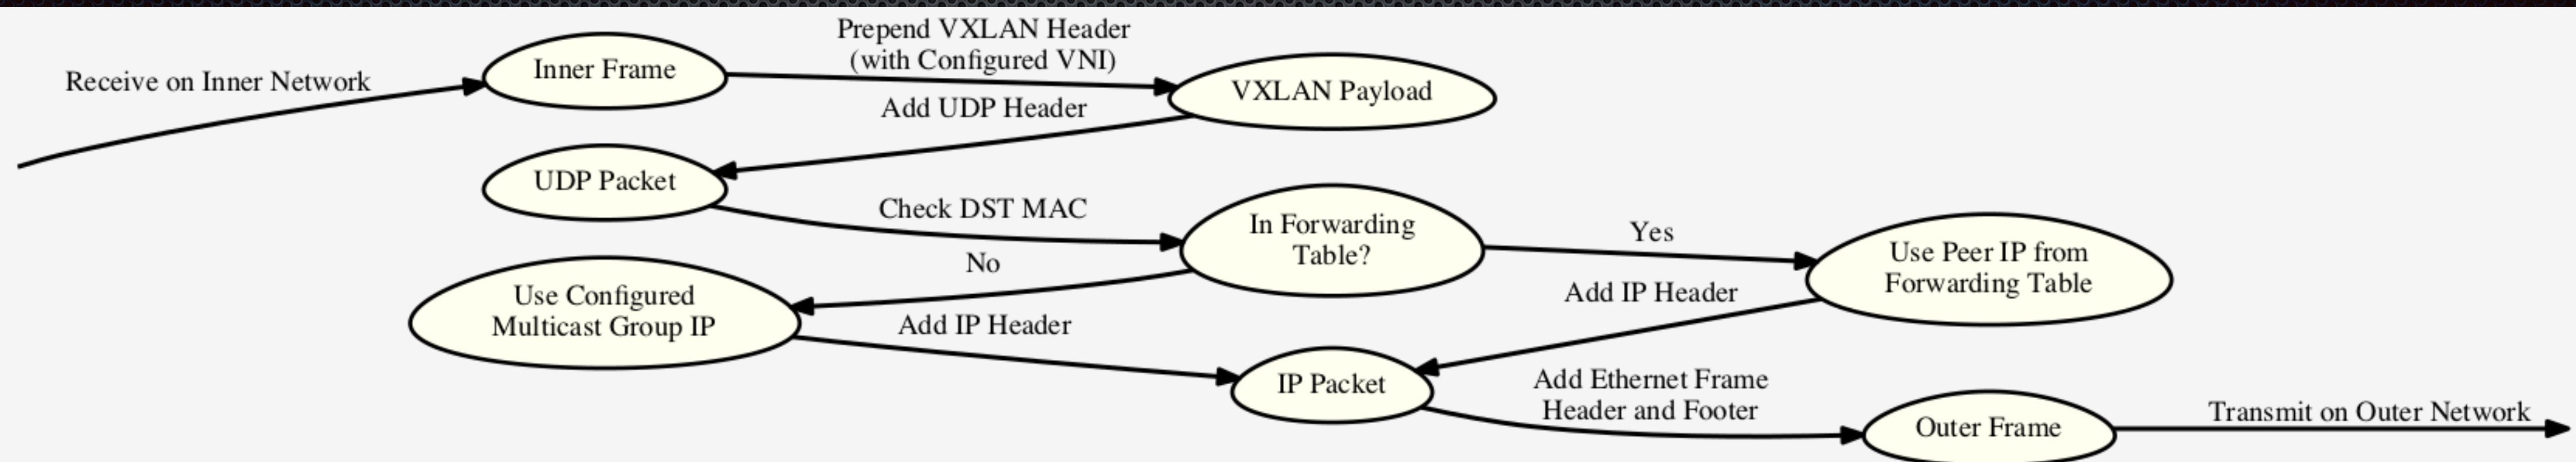 Receive on Inner Network
Inner Frame
Prepend VXLAN Header
(with Configured VNI)
VXLAN Payload
Add UDP Header
UDP Packet
Check DST MAC
In Forwarding
Table?
Yes
Use Peer IP from
Forwarding Table
No
Use Configured
Multicast Group IP
Add IP Header
Add IP Header
IP Packet
Add Ethernet Frame
Header and Footer
Outer Frame
Transmit on Outer Network